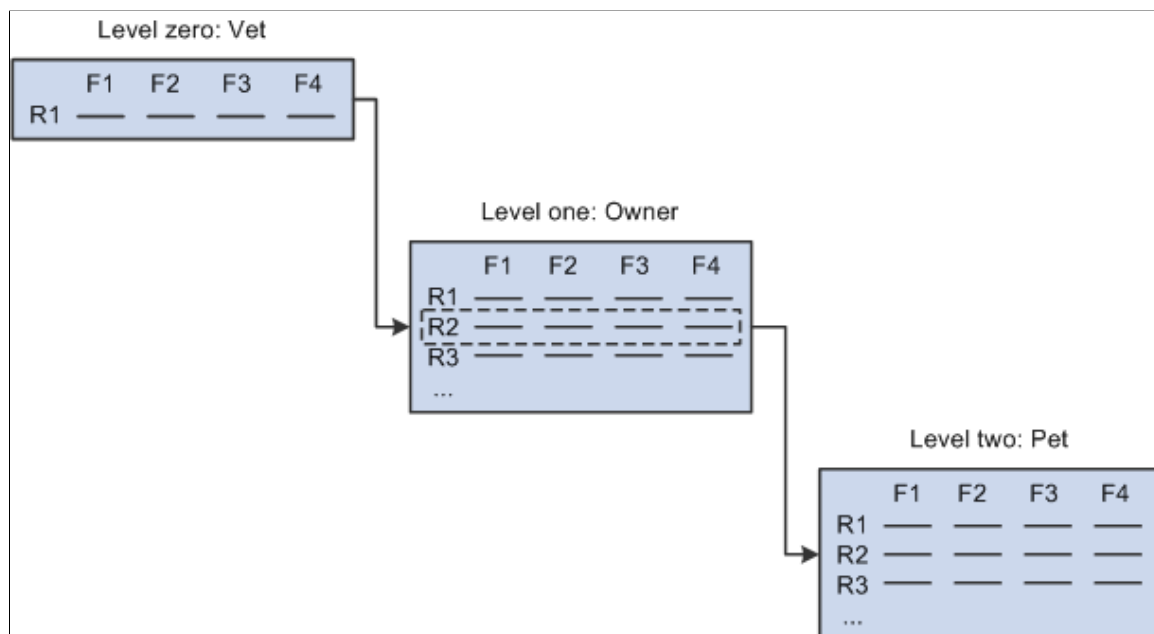 Level zero: Vet
F1 F2 F3 F4
R1
Level one: Owner
F1 F2 F3 F4
R1
R2
R3
...
Level two: Pet
F1 F2 F3 F4
R1
R2
R3
...